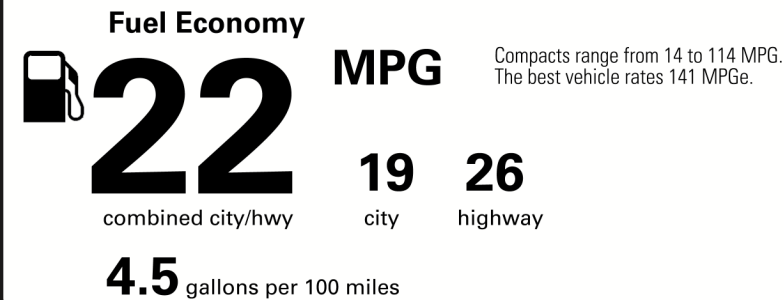 Fuel Economy
22
MPG
Compacts range from 14 to 114 MPG.
The best vehicle rates 141 MPGe.
19 26
combined city/hwy city highway
4.5 gallons per 100 miles